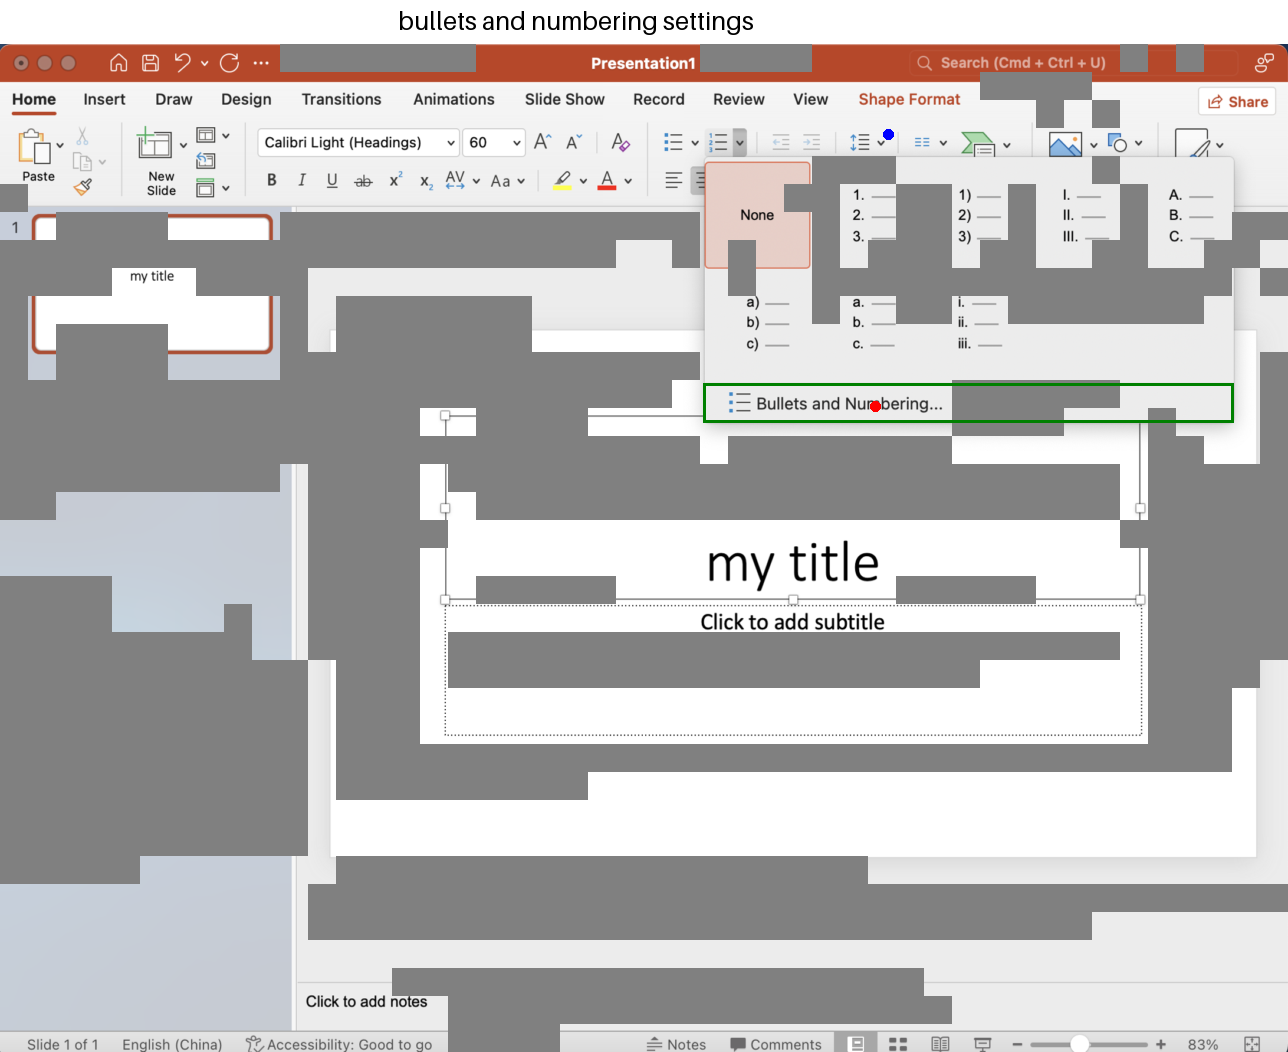 bullets and numbering settings
Presentation1
Search (Cmd + Ctrl + U)
Home Insert Draw Design Transitions Animations Slide Show Record Review View Shape Format Share
Calibri Light (Headings) 60
Paste
New
Slide
B I U ab x² x₂ AV Aa A
None
1. 1) I. A.
2. 2) II. B.
3. 3) III. C.
a) a. i.
b) b. ii.
c) c. iii.
Bullets and Numbering...
1
my title
my title
Click to add subtitle
Click to add notes
Slide 1 of 1 English (China) Accessibility: Good to go Notes Comments 83%